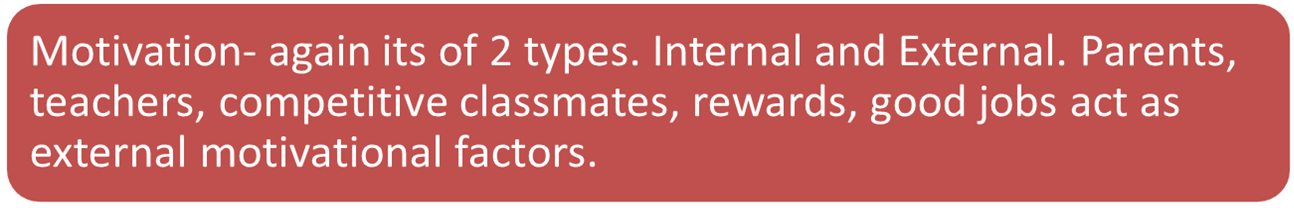 Motivation- again its of 2 types. Internal and External. Parents,
teachers, competitive classmates, rewards, good jobs act as
external motivational factors.